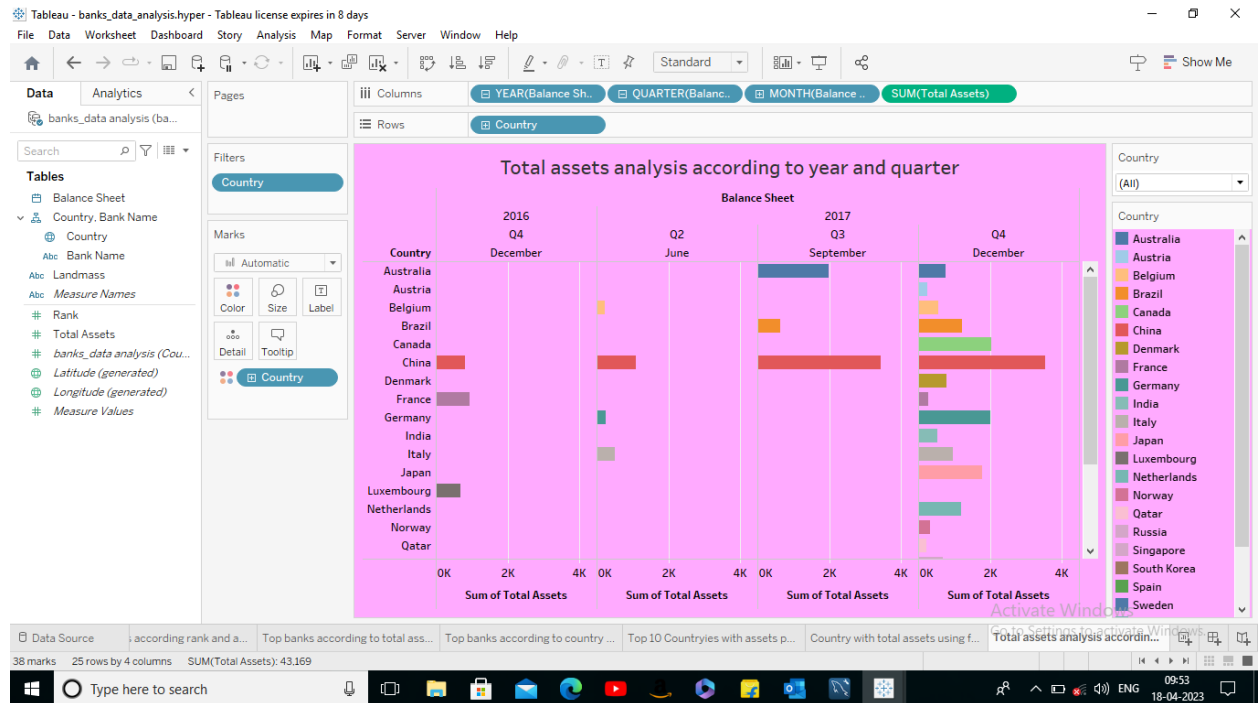 Tableau - banks_data_analysis.hyper - Tableau license expires in 8 days
File Data Worksheet Dashboard Story Analysis Map Format Server Window Help
Standard
Show Me
Data Analytics
banks_data analysis (ba...
Search
Tables
Balance Sheet
Country, Bank Name
Country
Abc Bank Name
Abc Landmass
Abc Measure Names
# Rank
# Total Assets
# banks_data analysis (Cou...
Latitude (generated)
Longitude (generated)
# Measure Values
Pages
Filters
Country
Marks
Automatic
Color Size Label
Detail Tooltip
Country
iii Columns YEAR(Balance Sh.. QUARTER(Balanc.. MONTH(Balance .. SUM(Total Assets)
Rows Country
Total assets analysis according to year and quarter
Balance Sheet
2016 2017
Q4 Q2 Q3 Q4
Country December June September December
Australia
Austria
Belgium
Brazil
Canada
China
Denmark
France
Germany
India
Italy
Japan
Luxembourg
Netherlands
Norway
Qatar
0K 2K 4K 0K 2K 4K 0K 2K 4K 0K 2K 4K
Sum of Total Assets Sum of Total Assets Sum of Total Assets Sum of Total Assets
Country
(All)
Country
Australia
Austria
Belgium
Brazil
Canada
China
Denmark
France
Germany
India
Italy
Japan
Luxembourg
Netherlands
Norway
Qatar
Russia
Singapore
South Korea
Spain
Sweden
Activate Windows
Go to Settings to activate Windows.
Data Source according rank and a... Top banks according to total ass... Top banks according to country ... Top 10 Countryies with assets p... Country with total assets using f... Total assets analysis accordin...
38 marks 25 rows by 4 columns SUM(Total Assets): 43,169
Type here to search
ENG
09:53
18-04-2023